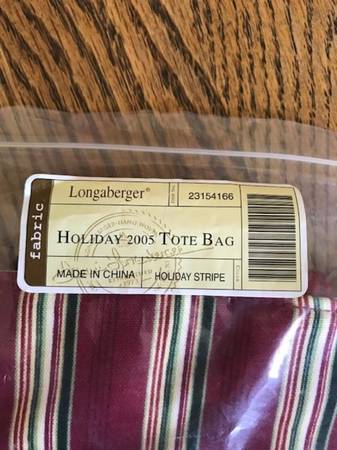 fabric
Longaberger®
23154166
HOLIDAY 2005 TOTE BAG
MADE IN CHINA
HOLIDAY STRIPE